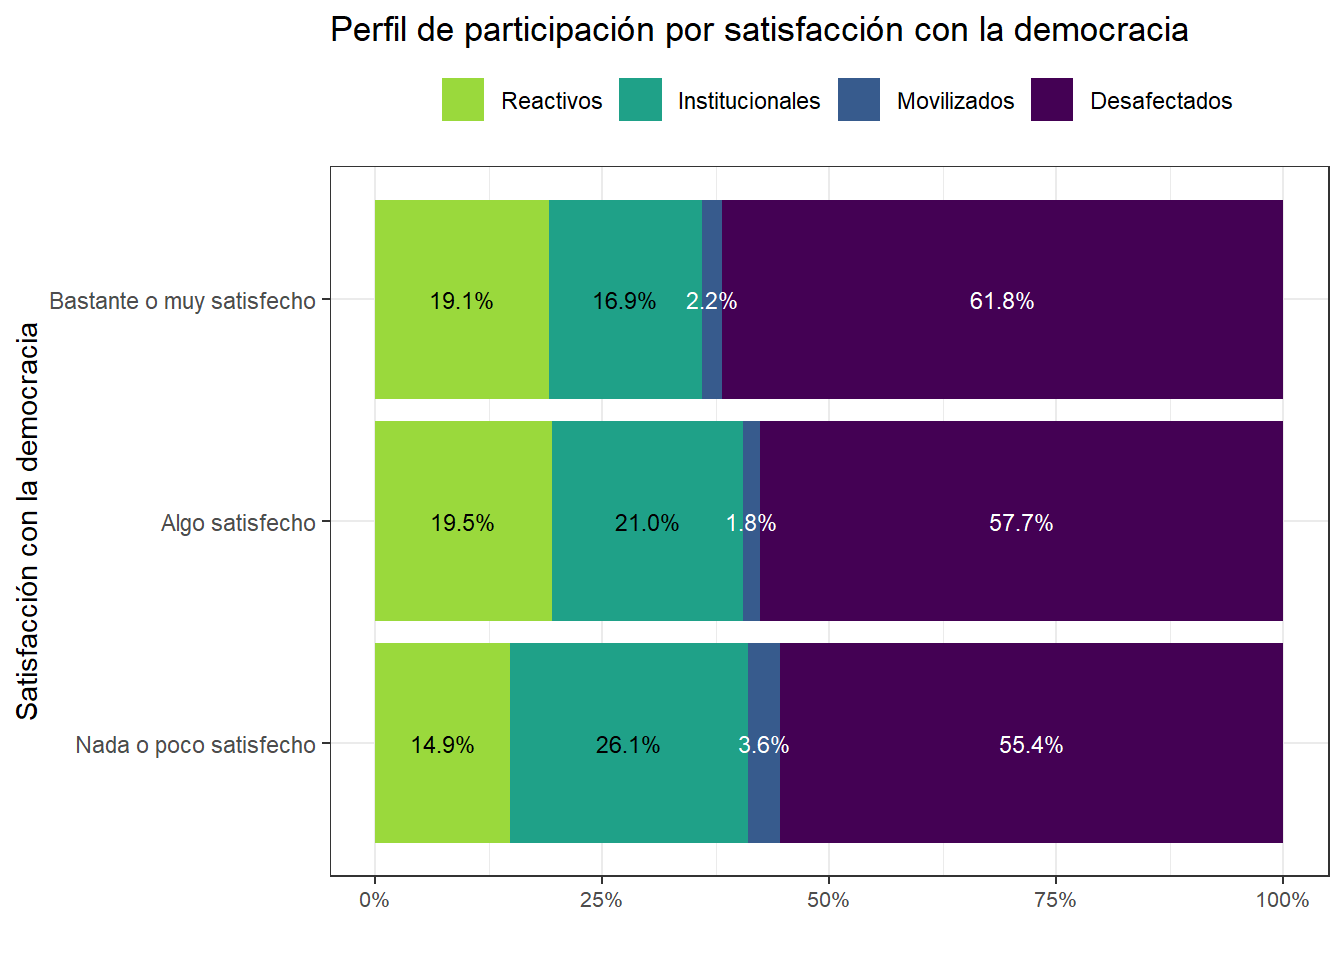 Perfil de participación por satisfacción con la democracia
Reactivos Institucionales Movilizados Desafectados
Satisfacción con la democracia
Bastante o muy satisfecho 19.1% 16.9% 2.2% 61.8%
Algo satisfecho 19.5% 21.0% 1.8% 57.7%
Nada o poco satisfecho 14.9% 26.1% 3.6% 55.4%
0% 25% 50% 75% 100%